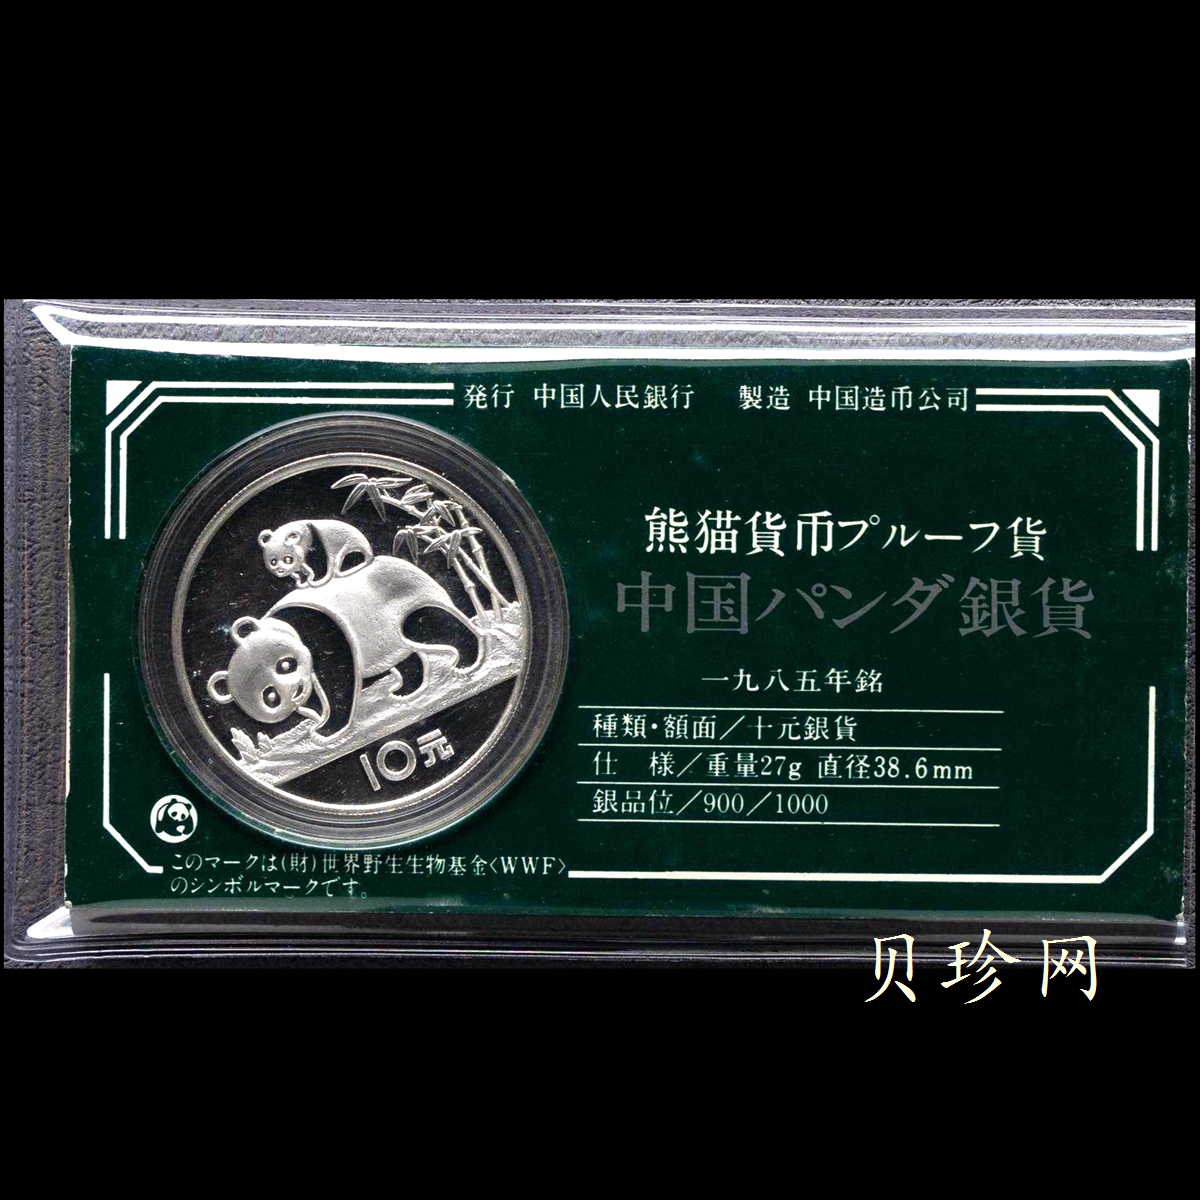 発行 中国人民銀行 製造 中国造币公司
熊猫貨币プルーフ貨
中国パンダ銀貨
一九八五年銘
種類・額面／十元銀貨
仕 様／重量27g 直径38.6mm
銀品位／900／1000
10元
このマークは(財)世界野生生物基金〈WWF〉
のシンボルマークです。
贝珍网